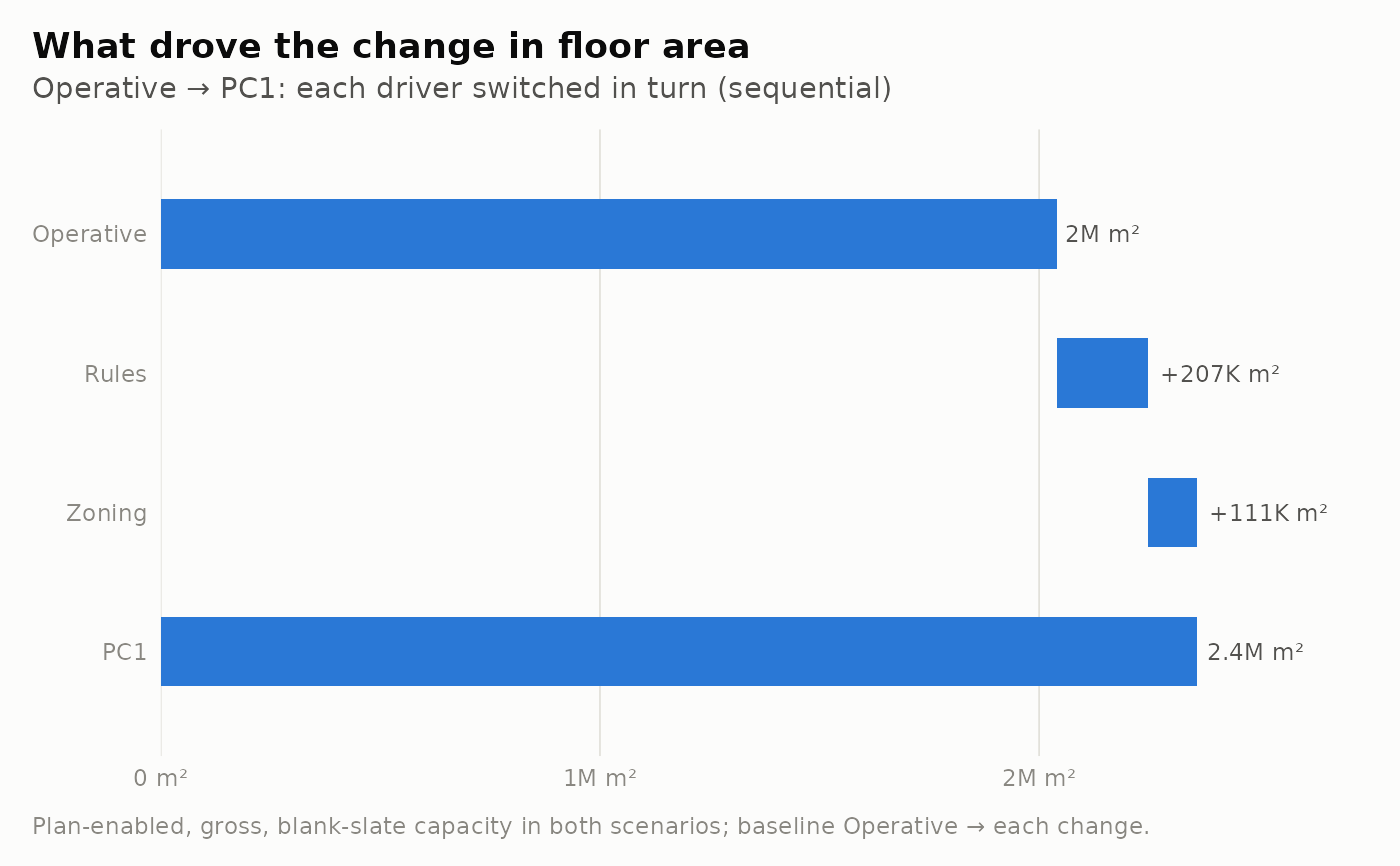 What drove the change in floor area
Operative → PC1: each driver switched in turn (sequential)
Operative
2M m²
Rules
+207K m²
Zoning
+111K m²
PC1
2.4M m²
0 m²
1M m²
2M m²
Plan-enabled, gross, blank-slate capacity in both scenarios; baseline Operative → each change.